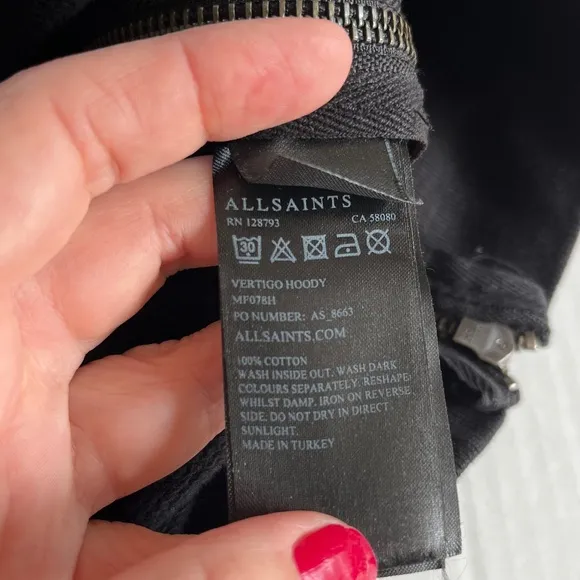 ALLSAINTS
RN 128793 CA 58080
30
VERTIGO HOODY
MF078H
PO NUMBER: AS_8663
ALLSAINTS.COM
100% COTTON
WASH INSIDE OUT. WASH DARK
COLOURS SEPARATELY. RESHAPE
WHILST DAMP. IRON ON REVERSE
SIDE. DO NOT DRY IN DIRECT
SUNLIGHT.
MADE IN TURKEY